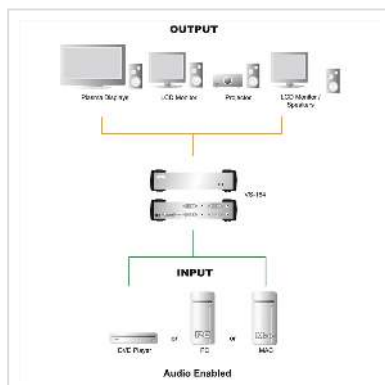 OUTPUT
Plasma Displays
LCD Monitor
Projector
LCD Monitor /
Speakers
VS-164
INPUT
DVD Player
or
PC
or
MAC
Audio Enabled